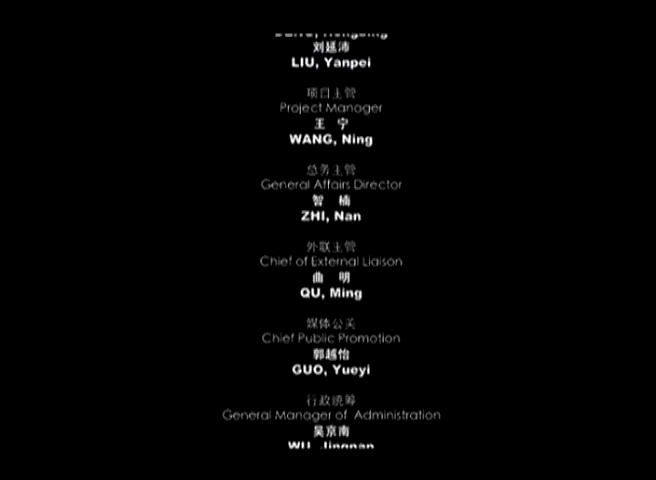 刘延沛
LIU, Yanpei
项目主管
Project Manager
王 宁
WANG, Ning
总务主管
General Affairs Director
智 楠
ZHI, Nan
外联主管
Chief of External Liaison
曲 明
QU, Ming
媒体公关
Chief Public Promotion
郭越怡
GUO, Yueyi
行政统筹
General Manager of Administration
吴京南
WU, Jingnan